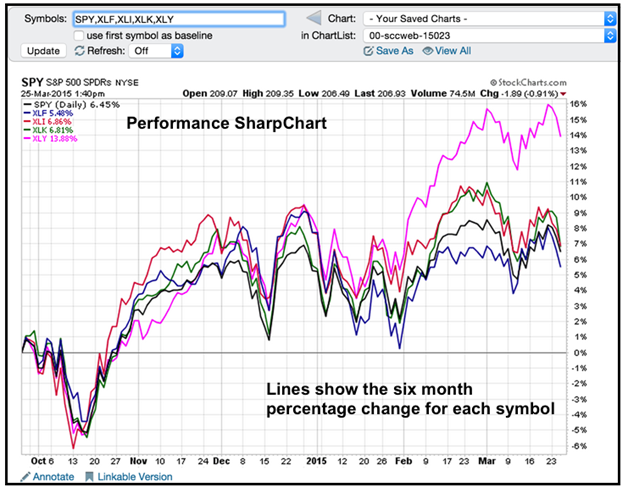 Symbols: SPY,XLF,XLI,XLK,XLY
Chart: - Your Saved Charts -
use first symbol as baseline
in ChartList: 00-sccweb-15023
Update Refresh: Off
Save As View All
SPY S&P 500 SPDRs NYSE
© StockCharts.com
25-Mar-2015 1:40pm
Open 209.07 High 209.35 Low 206.49 Last 206.93 Volume 74.5M Chg -1.89 (-0.91%)
SPY (Daily) 6.45%
XLF 5.48%
XLI 6.86%
XLK 6.81%
XLY 13.88%
Performance SharpChart
16%
15%
14%
13%
12%
11%
10%
9%
8%
7%
6%
5%
4%
3%
2%
1%
0%
-1%
-2%
-3%
-4%
-5%
-6%
Lines show the six month
percentage change for each symbol
Oct 6 13 20 27 Nov 10 17 24 Dec 8 15 22 2015 12 20 26 Feb 9 17 23 Mar 9 16 23
Annotate Linkable Version